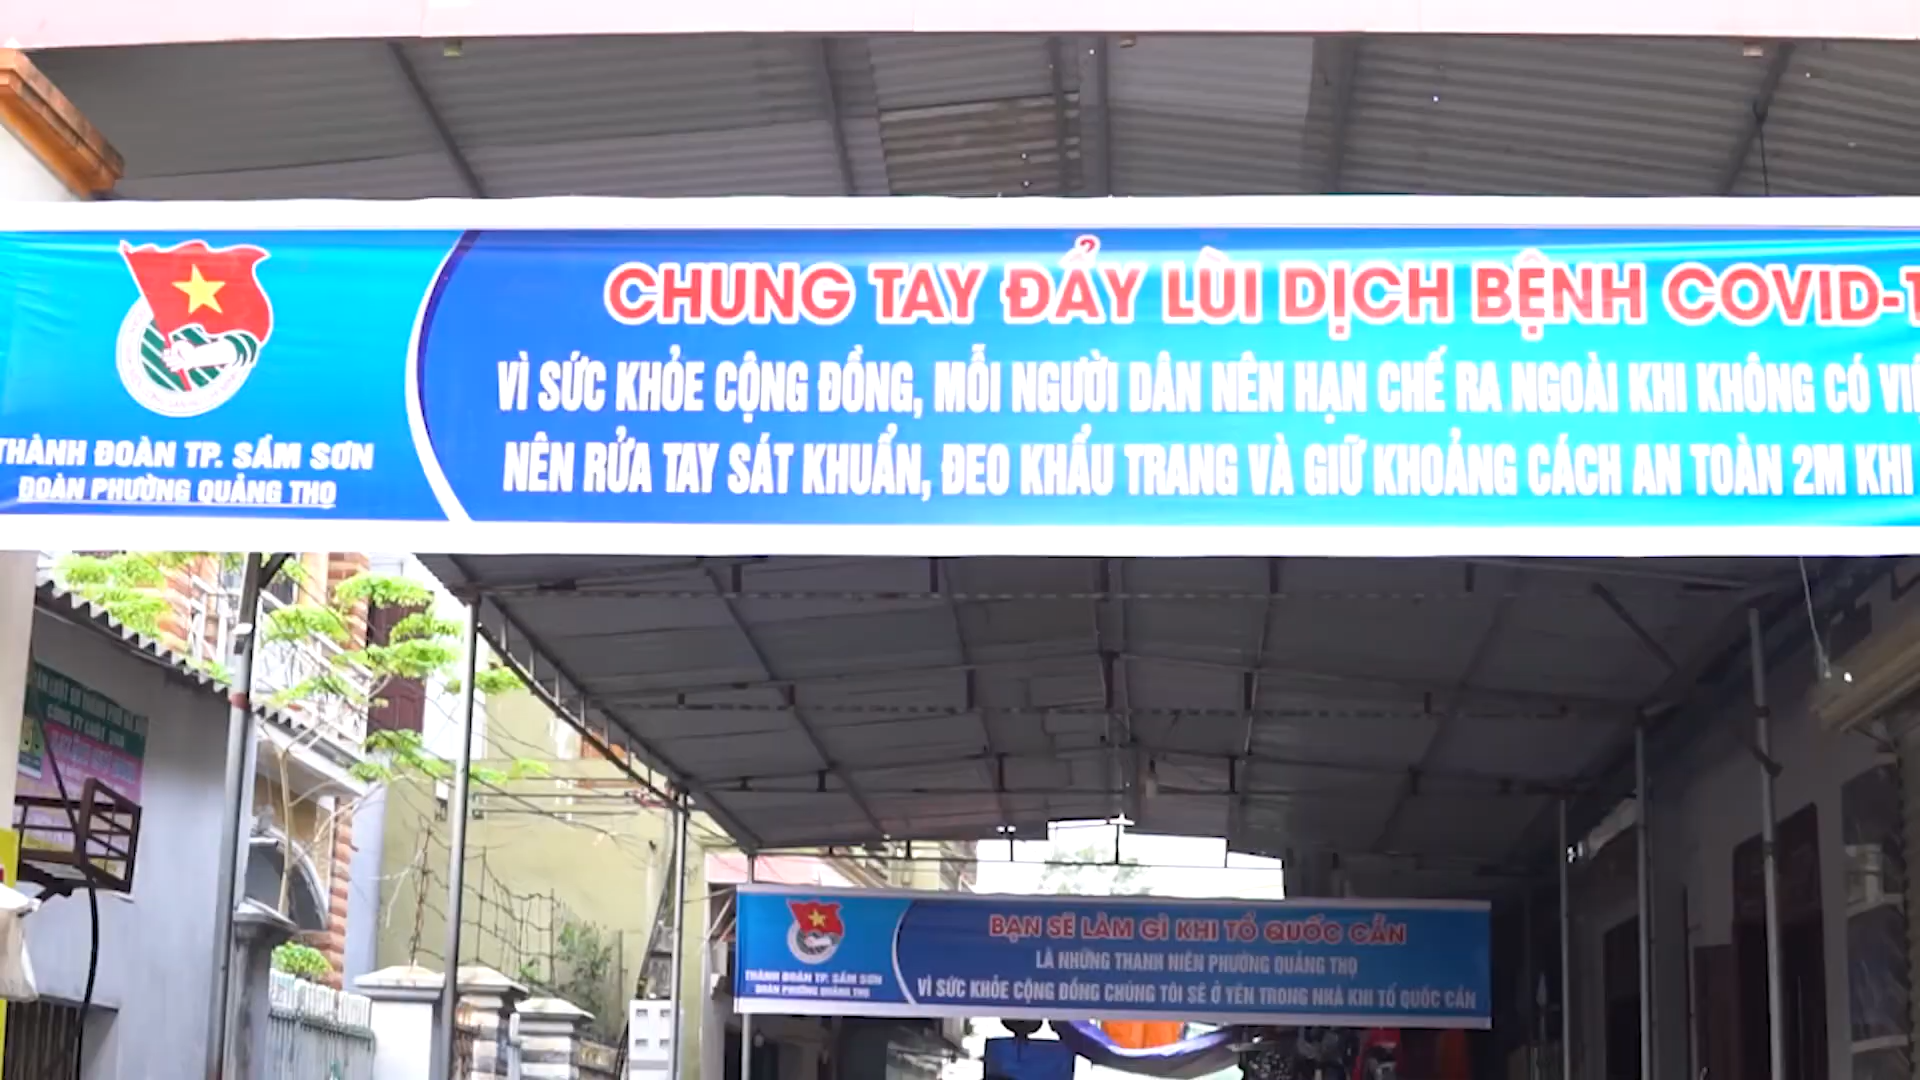 CHUNG TAY ĐẨY LÙI DỊCH BỆNH COVID-1
VÌ SỨC KHỎE CỘNG ĐỒNG, MỖI NGƯỜI DÂN NÊN HẠN CHẾ RA NGOÀI KHI KHÔNG CÓ VIỆ
NÊN RỬA TAY SÁT KHUẨN, ĐEO KHẨU TRANG VÀ GIỮ KHOẢNG CÁCH AN TOÀN 2M KHI
THÀNH ĐOÀN TP. SẦM SƠN
ĐOÀN PHƯỜNG QUẢNG THỌ
BẠN SẼ LÀM GÌ KHI TỔ QUỐC CẦN
LÀ NHỮNG THANH NIÊN PHƯỜNG QUẢNG THỌ
VÌ SỨC KHỎE CỘNG ĐỒNG CHÚNG TÔI SẼ Ở YÊN TRONG NHÀ KHI TỔ QUỐC CẦN
THÀNH ĐOÀN TP. SẦM SƠN
ĐOÀN PHƯỜNG QUẢNG THỌ